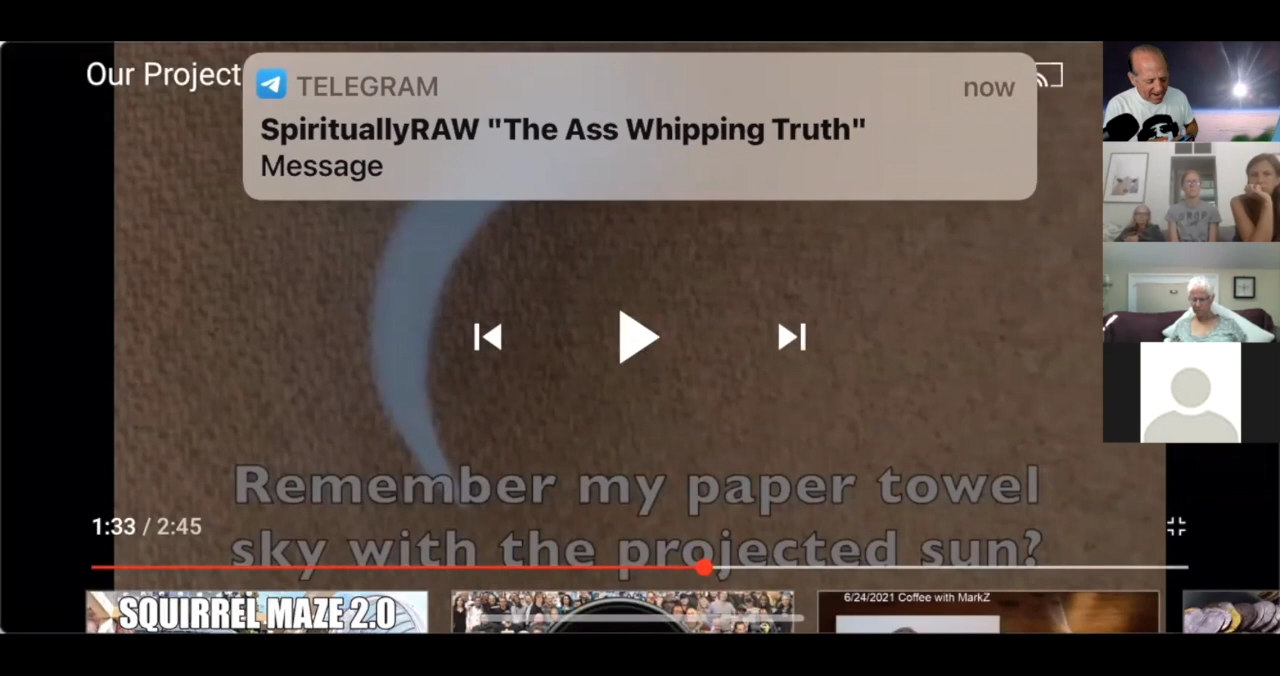 Our Project
TELEGRAM
now
SpirituallyRAW "The Ass Whipping Truth"
Message
Remember my paper towel
sky with the projected sun?
1:33 / 2:45
SQUIRREL MAZE 2.0
6/24/2021 Coffee with MarkZ